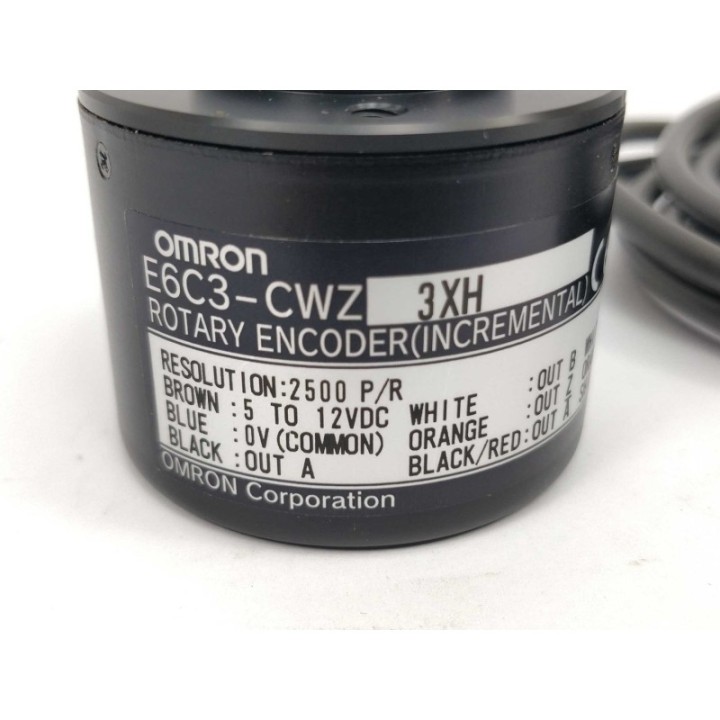 OMRON
E6C3-CWZ 3XH
ROTARY ENCODER(INCREMENTAL)
RESOLUTION:2500 P/R
BROWN :5 TO 12VDC WHITE :OUT B
BLUE :0V(COMMON) ORANGE :OUT Z
BLACK :OUT A BLACK/RED:OUT A
OMRON Corporation